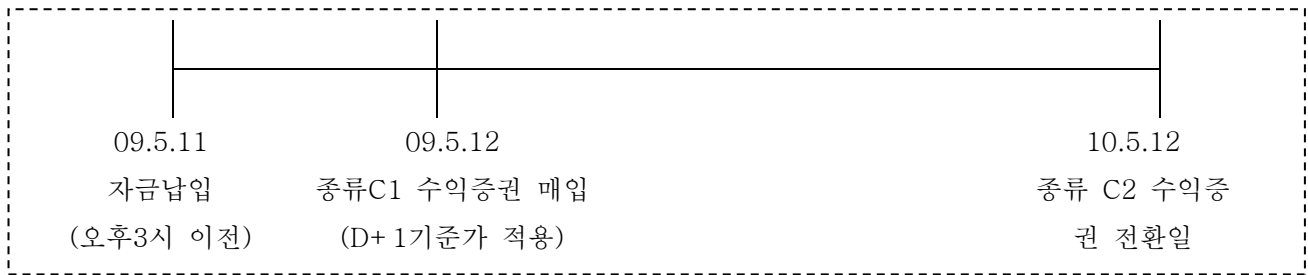 09.5.11 09.5.12 10.5.12
자금납입 종류C1 수익증권 매입 종류 C2 수익증
(오후3시 이전) (D+1기준가 적용) 권 전환일